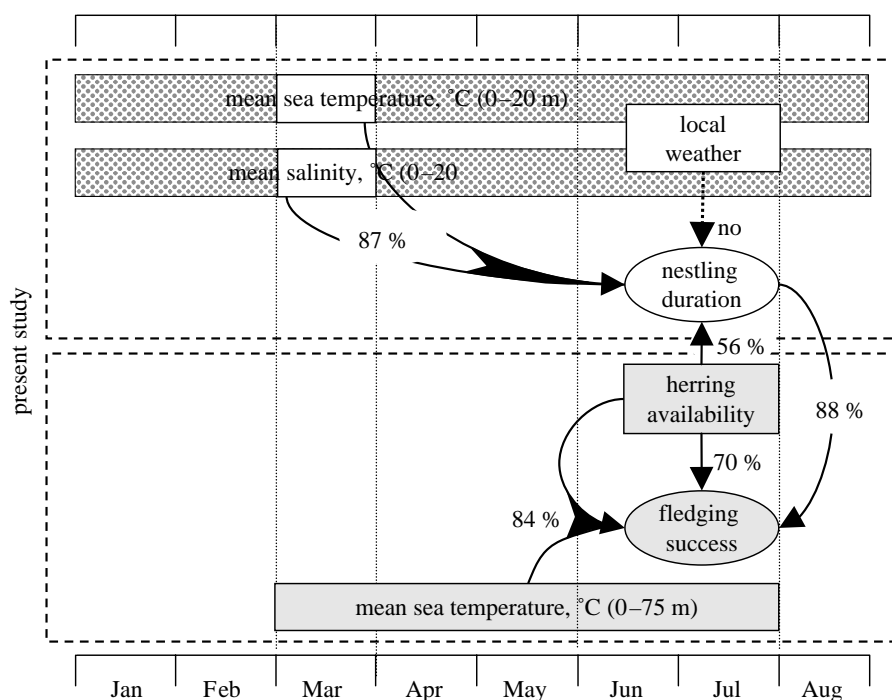 mean sea temperature, °C (0–20 m)
local
weather
mean salinity, °C (0–20
no
87 %
nestling
duration
present study
56 %
herring
availability
88 %
70 %
84 %
fledging
success
mean sea temperature, °C (0–75 m)
Jan Feb Mar Apr May Jun Jul Aug